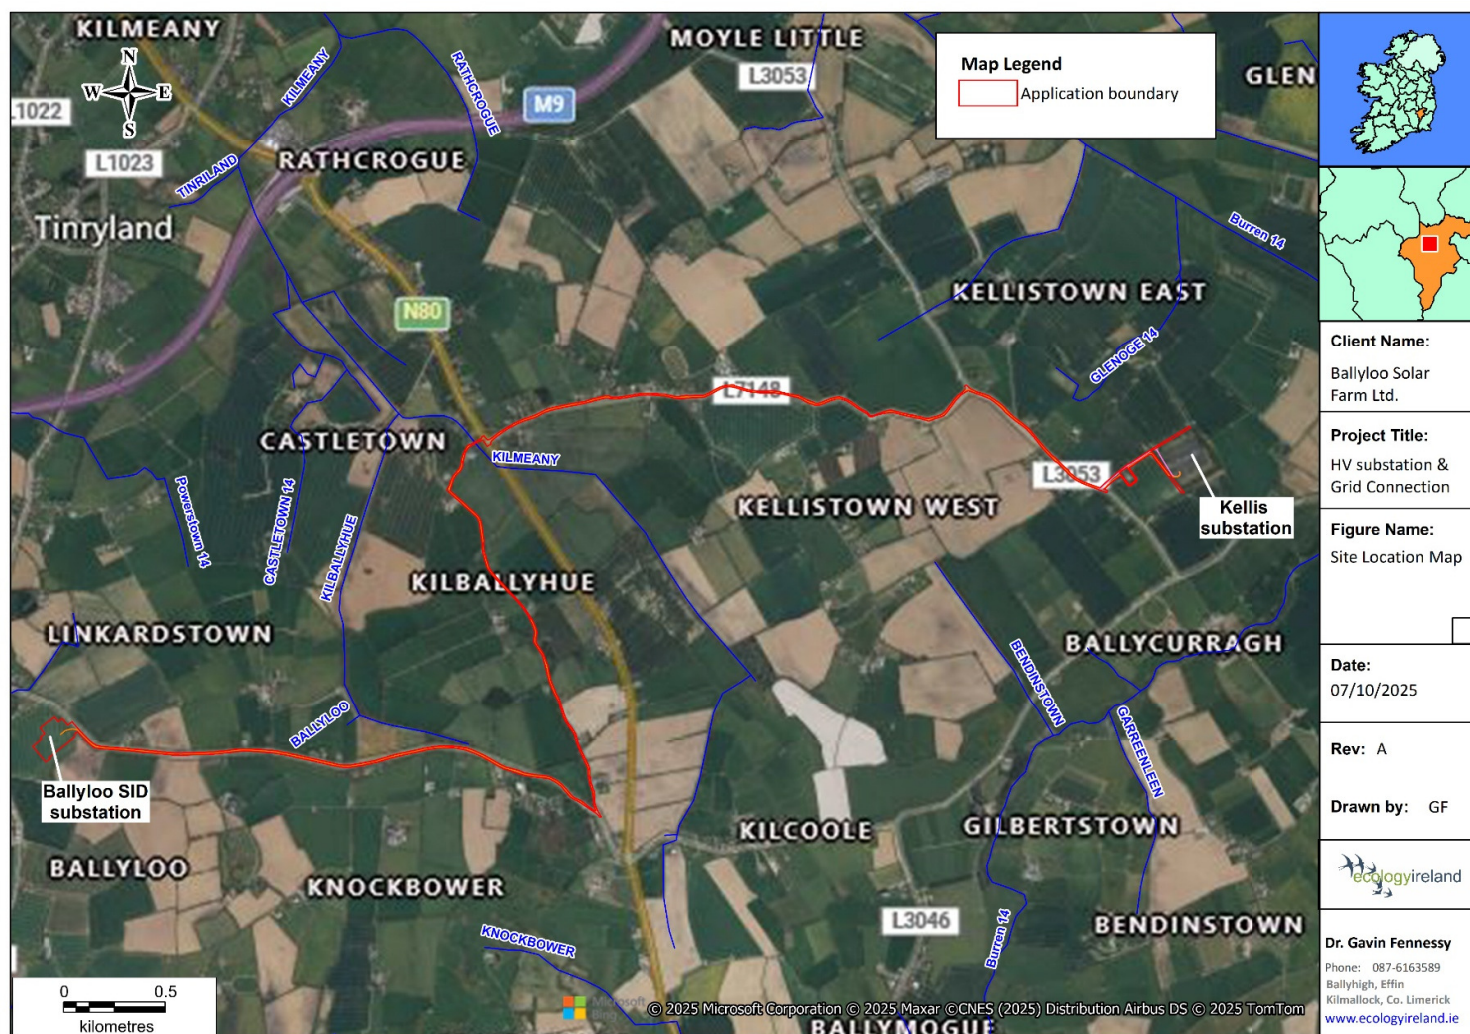 KILMEANY
MOYLE LITTLE
L3053
GLEN
Map Legend
Application boundary
N
W
E
S
KILMEANY
RATHCROGUE
M9
L1022
L1023
TINRILAND
RATHCROGUE
Tinryland
Burren 14
KELLISTOWN EAST
N80
GLENOGE 14
L7148
CASTLETOWN
KILMEANY
L3053
KELLISTOWN WEST
Kellis
substation
Powerstown 14
CASTLETOWN 14
KILBALLYHUE
KILBALLYHUE
LINKARDSTOWN
BENDINSTOWN
BALLYCURRAGH
GARREENLEEN
BALLYLOO
Ballyloo SID
substation
KILCOOLE
GILBERTSTOWN
BALLYLOO
KNOCKBOWER
L3046
BENDINSTOWN
KNOCKBOWER
Burren 14
0 0.5
kilometres
Microsoft
Bing
© 2025 Microsoft Corporation © 2025 Maxar ©CNES (2025) Distribution Airbus DS © 2025 TomTom
BALLYMOGUE
Client Name:
Ballyloo Solar
Farm Ltd.
Project Title:
HV substation &
Grid Connection
Figure Name:
Site Location Map
Date:
07/10/2025
Rev: A
Drawn by: GF
ecologyireland
Dr. Gavin Fennessy
Phone: 087-6163589
Ballyhigh, Effin
Kilmallock, Co. Limerick
www.ecologyireland.ie